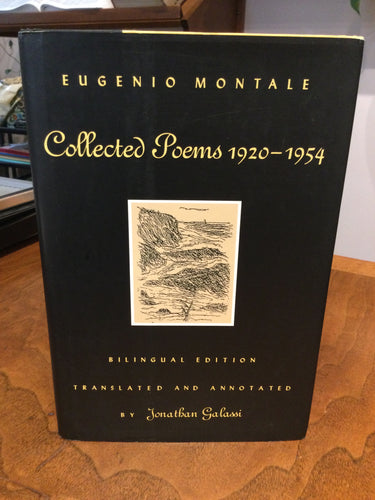 EUGENIO MONTALE
Collected Poems 1920–1954
BILINGUAL EDITION
TRANSLATED AND ANNOTATED
BY Jonathan Galassi